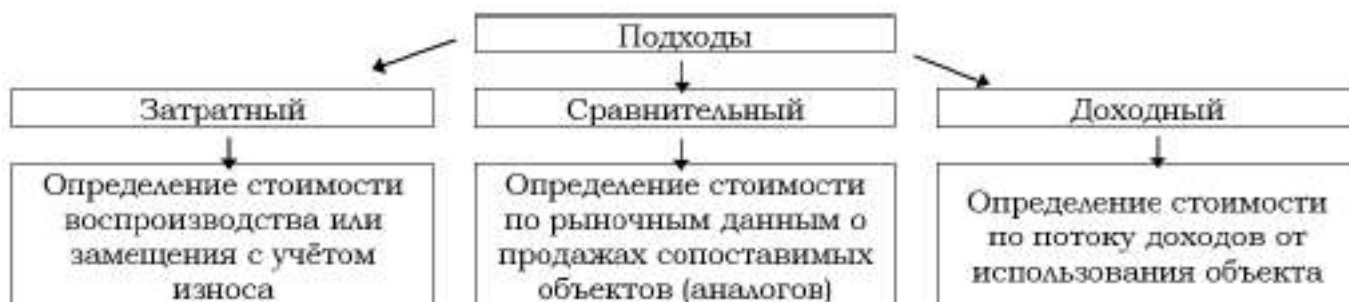 Подходы
Затратный
Сравнительный
Доходный
Определение стоимости
воспроизводства или
замещения с учётом
износа
Определение стоимости
по рыночным данным о
продажах сопоставимых
объектов (аналогов)
Определение стоимости
по потоку доходов от
использования объекта